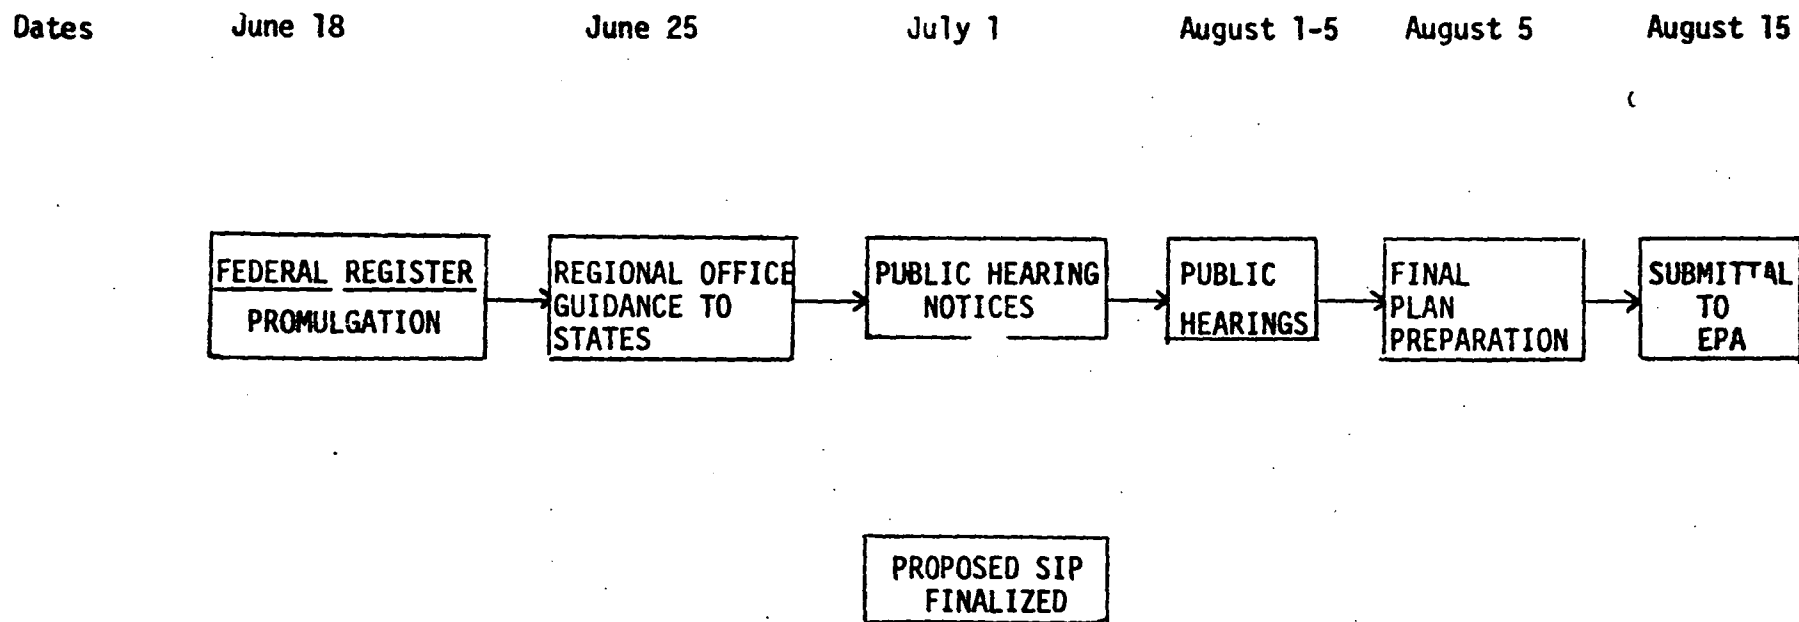 Dates June 18 June 25 July 1 August 1-5 August 5 August 15
FEDERAL REGISTER
PROMULGATION
REGIONAL OFFICE
GUIDANCE TO
STATES
PUBLIC HEARING
NOTICES
PUBLIC
HEARINGS
FINAL
PLAN
PREPARATION
SUBMITTAL
TO
EPA
PROPOSED SIP
FINALIZED